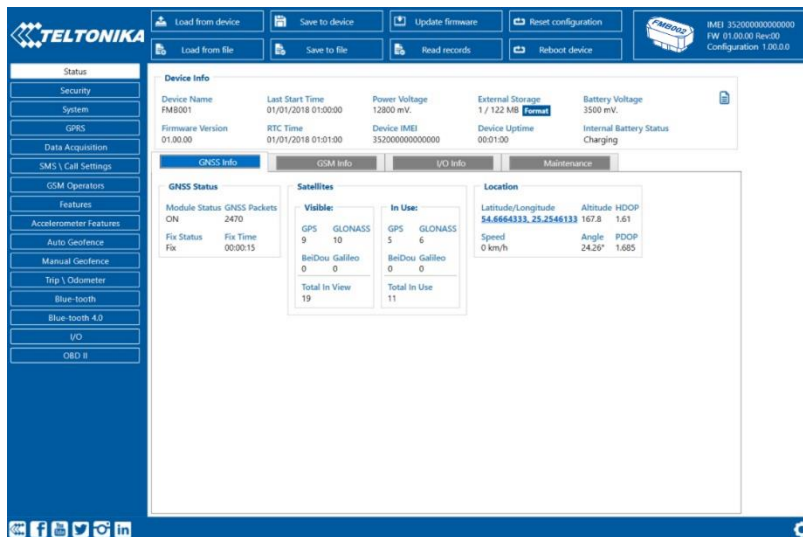 TELTONIKA
Load from device
Save to device
Update firmware
Reset configuration
Load from file
Save to file
Read records
Reboot device
FMB002
IMEI 352000000000000
FW 01.00.00 Rev:00
Configuration 1.00.0.0
Status
Security
System
GPRS
Data Acquisition
SMS \ Call Settings
GSM Operators
Features
Accelerometer Features
Auto Geofence
Manual Geofence
Trip \ Odometer
Blue-tooth
Blue-tooth 4.0
I/O
OBD II
Device Info
Device Name Last Start Time Power Voltage External Storage Battery Voltage
FMB001 01/01/2018 01:00:00 12800 mV. 1 / 122 MB Format 3500 mV.
Firmware Version RTC Time Device IMEI Device Uptime Internal Battery Status
01.00.00 01/01/2018 01:01:00 352000000000000 00:01:00 Charging
GNSS Info GSM Info I/O Info Maintenance
GNSS Status
Module Status GNSS Packets
ON 2470
Fix Status Fix Time
Fix 00:00:15
Satellites
Visible:
GPS GLONASS
9 10
BeiDou Galileo
0 0
Total In View
19
In Use:
GPS GLONASS
5 6
BeiDou Galileo
0 0
Total In Use
11
Location
Latitude/Longitude Altitude HDOP
54.6664333, 25.2546133 167.8 1.61
Speed Angle PDOP
0 km/h 24.26° 1.685